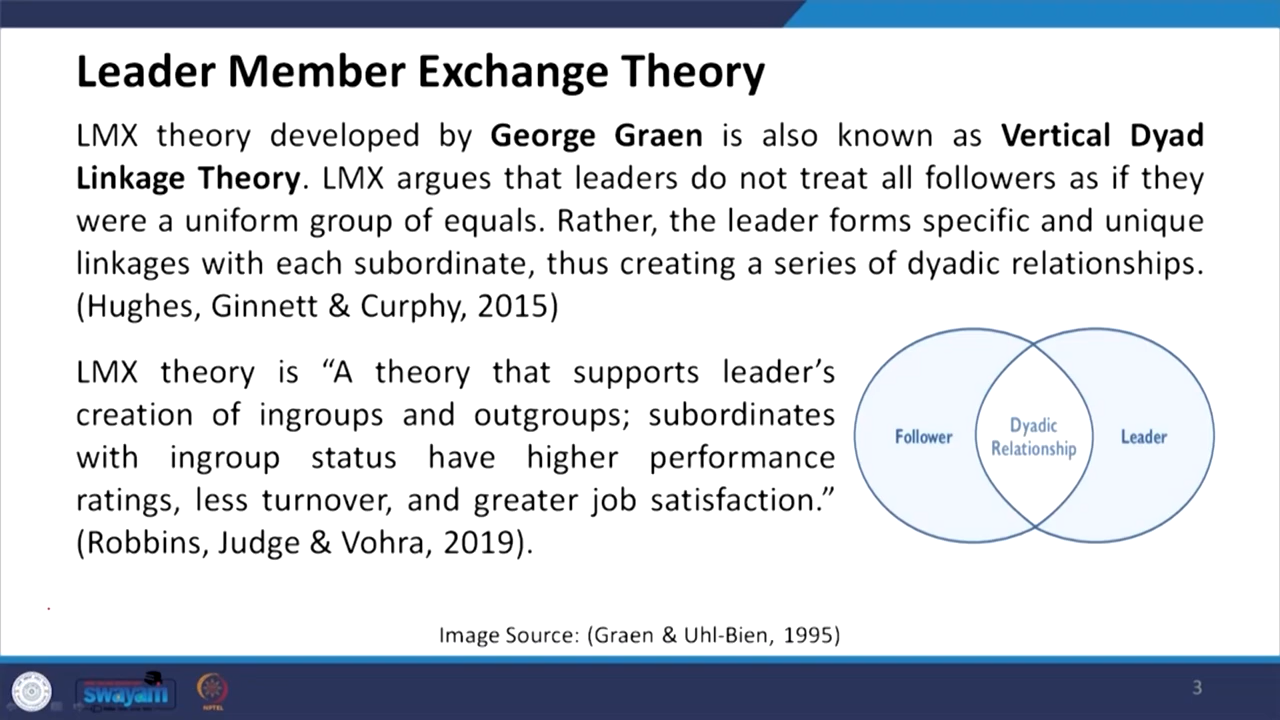 Leader Member Exchange Theory
LMX theory developed by George Graen is also known as Vertical Dyad
Linkage Theory. LMX argues that leaders do not treat all followers as if they
were a uniform group of equals. Rather, the leader forms specific and unique
linkages with each subordinate, thus creating a series of dyadic relationships.
(Hughes, Ginnett & Curphy, 2015)
LMX theory is “A theory that supports leader’s
creation of ingroups and outgroups; subordinates
with ingroup status have higher performance
ratings, less turnover, and greater job satisfaction.”
(Robbins, Judge & Vohra, 2019).
Follower
Dyadic
Relationship
Leader
Image Source: (Graen & Uhl-Bien, 1995)
swayam
NPTEL
3